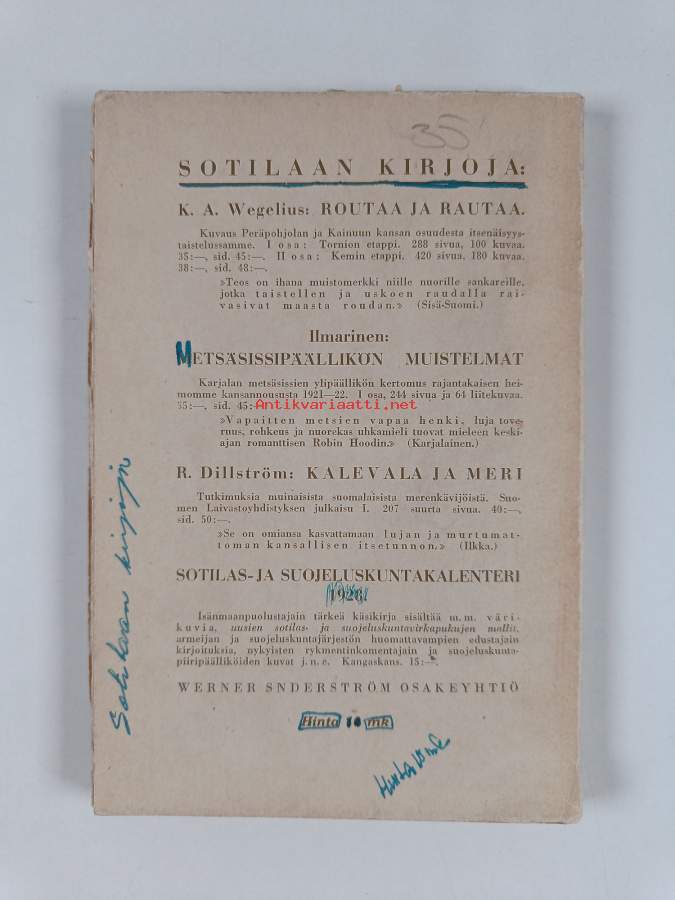 35
SOTILAAN KIRJOJA:
K. A. Wegelius: ROUTAA JA RAUTAA.
Kuvaus Peräpohjolan ja Kainuun kansan osuudesta itsenäisyys-
taistelussamme. I osa: Tornion etappi. 288 sivua, 100 kuvaa.
35:—, sid. 45:—. II osa: Kemin etappi. 420 sivua, 180 kuvaa.
38:—, sid. 48:—.
»Teos on ihana muistomerkki niille nuorille sankareille,
jotka taistellen ja uskoen raudalla rai-
vasivat maasta roudan.» (Sisä-Suomi.)
Ilmarinen:
METSÄSISSIPÄÄLLIKÖN MUISTELMAT
Karjalan metsäsissien ylipäällikön kertomus rajantakaisen hei-
momme kansannoususta 1921—22. I osa, 244 sivua ja 64 liitekuvaa.
35:—, sid. 45:—.
Antikvariaatti.net
»Vapaitten metsien vapaa henki, luja tove-
ruus, rohkeus ja nuorekas uhkamieli tuovat mieleen keski-
ajan romanttisen Robin Hoodin.» (Karjalainen.)
R. Dillström: KALEVALA JA MERI
Tutkimuksia muinaisista suomalaisista merenkävijöistä. Suo-
men Laivastoyhdistyksen julkaisu I. 207 suurta sivua. 40:—,
sid. 50:—.
»Se on omiansa kasvattamaan lujan ja murtumat-
toman kansallisen itsetunnon.» (Ilkka.)
SOTILAS- JA SUOJELUSKUNTAKALENTERI
1928
Isänmaanpuolustajain tärkeä käsikirja sisältää m.m. väri-
kuvia, uusien sotilas- ja suojeluskuntavirkapukujen mallit,
armeijan ja suojeluskuntajärjestön huomattavampien edustajain
kirjoituksia, nykyisten rykmentinkomentajain ja suojeluskunta-
piiripäälliköiden kuvat j.n.e. Kangaskans. 15:—.
WERNER SNDERSTRÖM OSAKEYHTIÖ
Hinta 10 mk
Sotilaan kirjoja